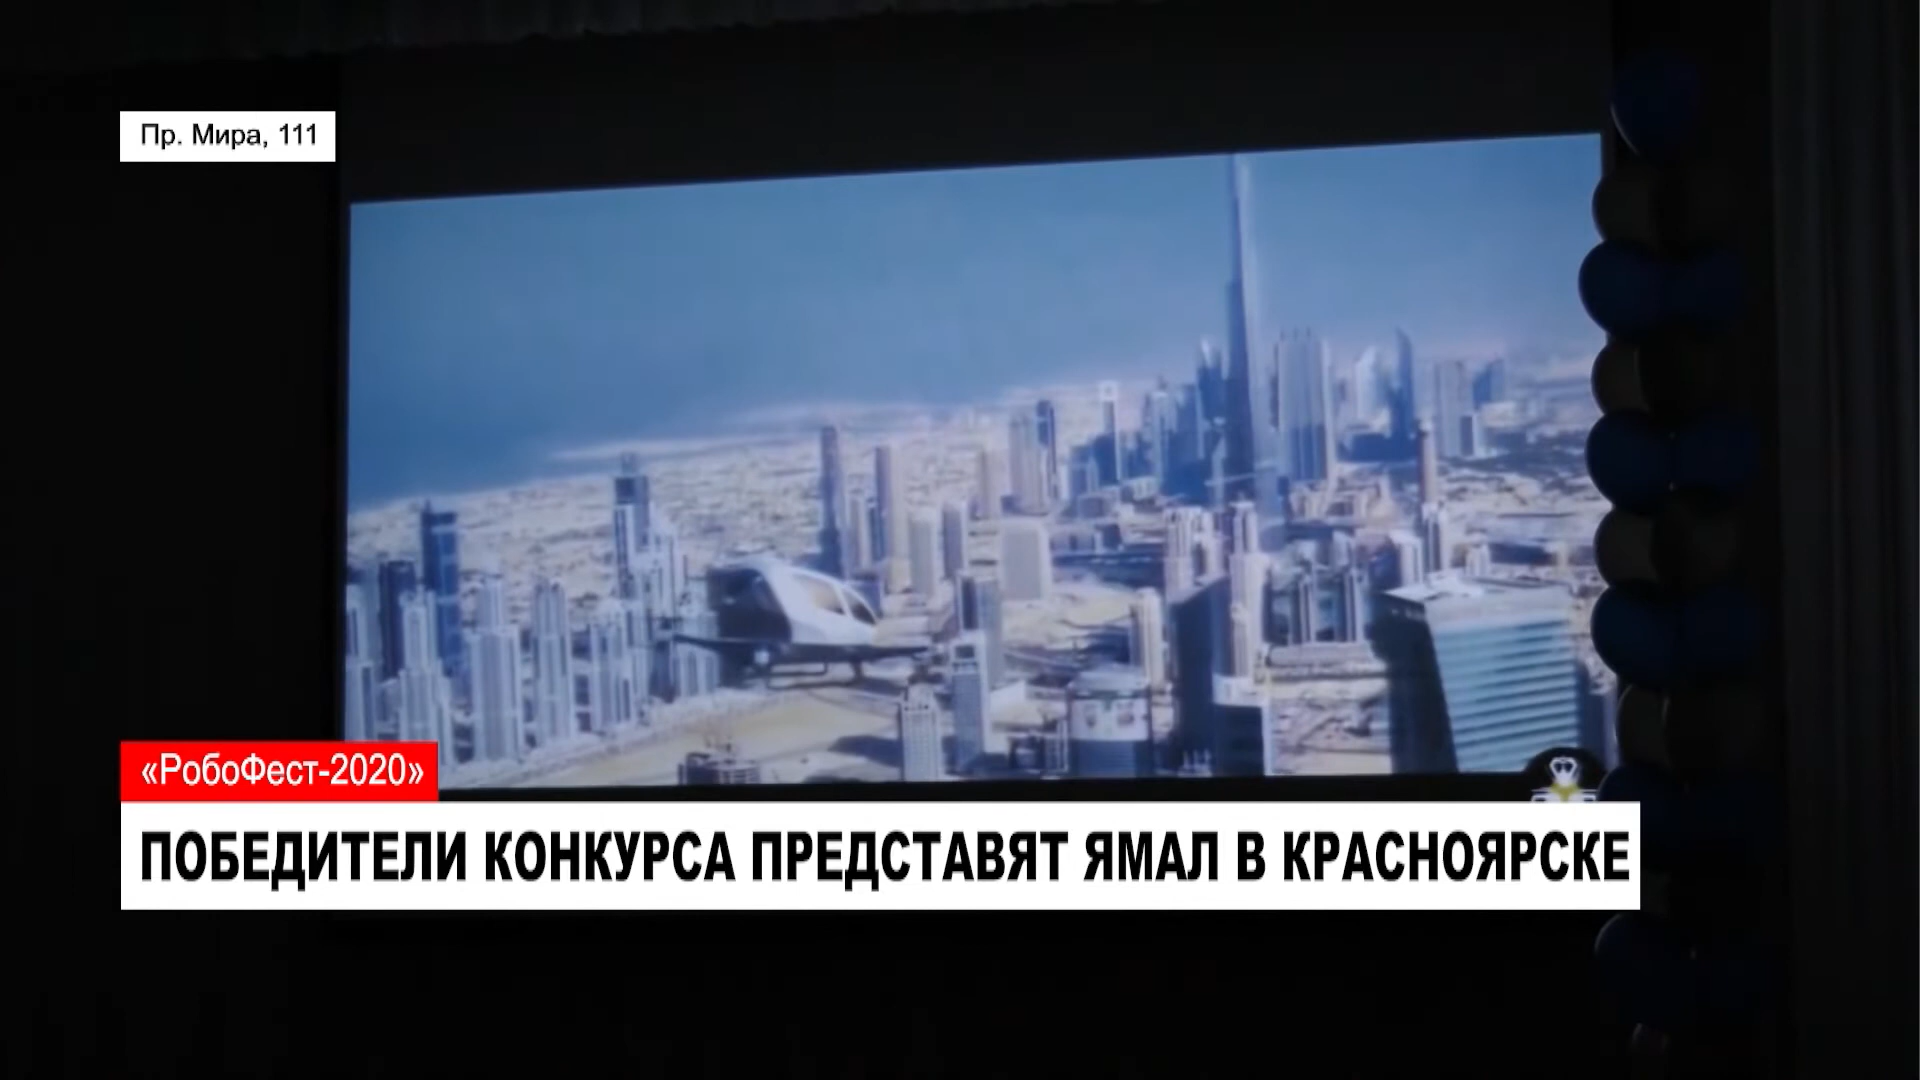 Пр. Мира, 111
«РобоФест-2020»
ПОБЕДИТЕЛИ КОНКУРСА ПРЕДСТАВЯТ ЯМАЛ В КРАСНОЯРСКЕ